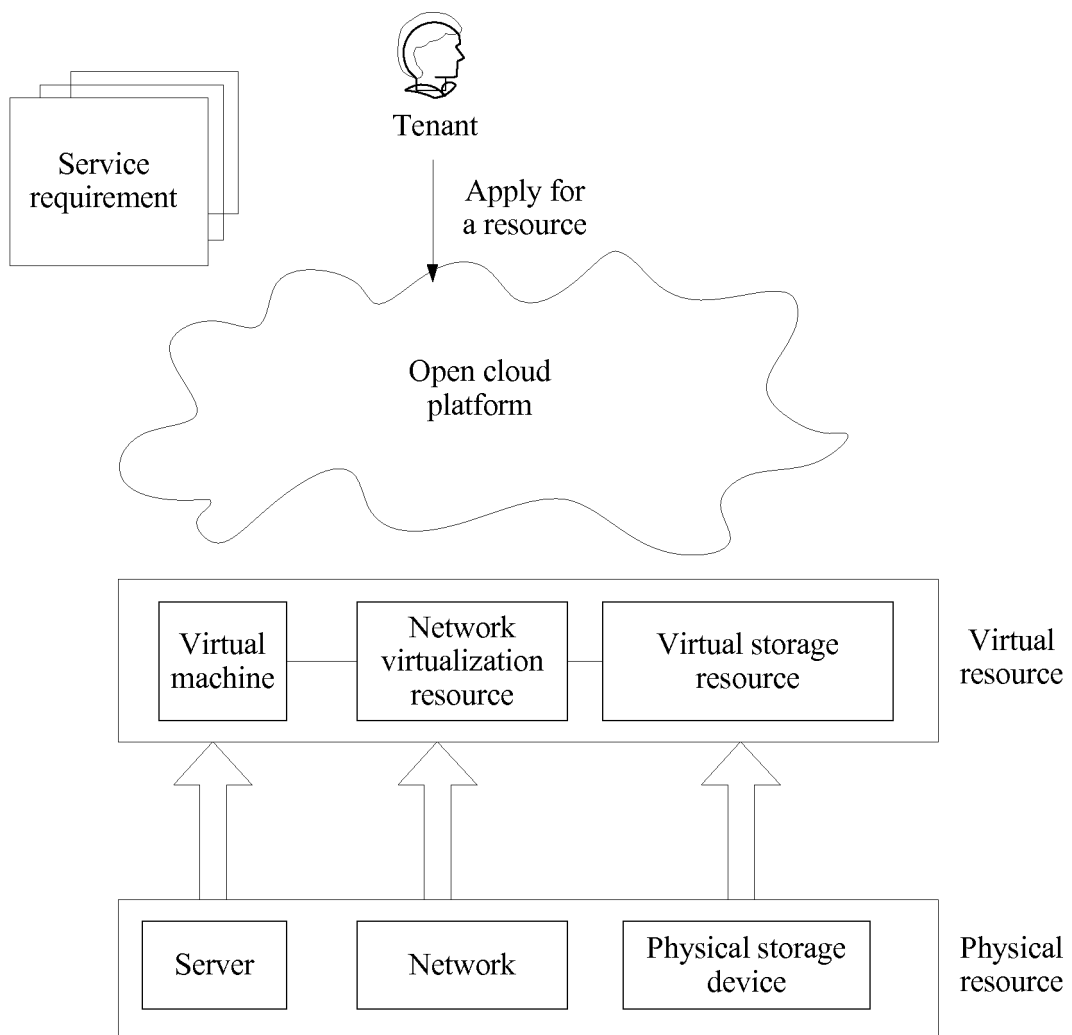 Tenant
Service
requirement
Apply for
a resource
Open cloud
platform
Virtual
machine
Network
virtualization
resource
Virtual storage
resource
Virtual
resource
Server
Network
Physical storage
device
Physical
resource